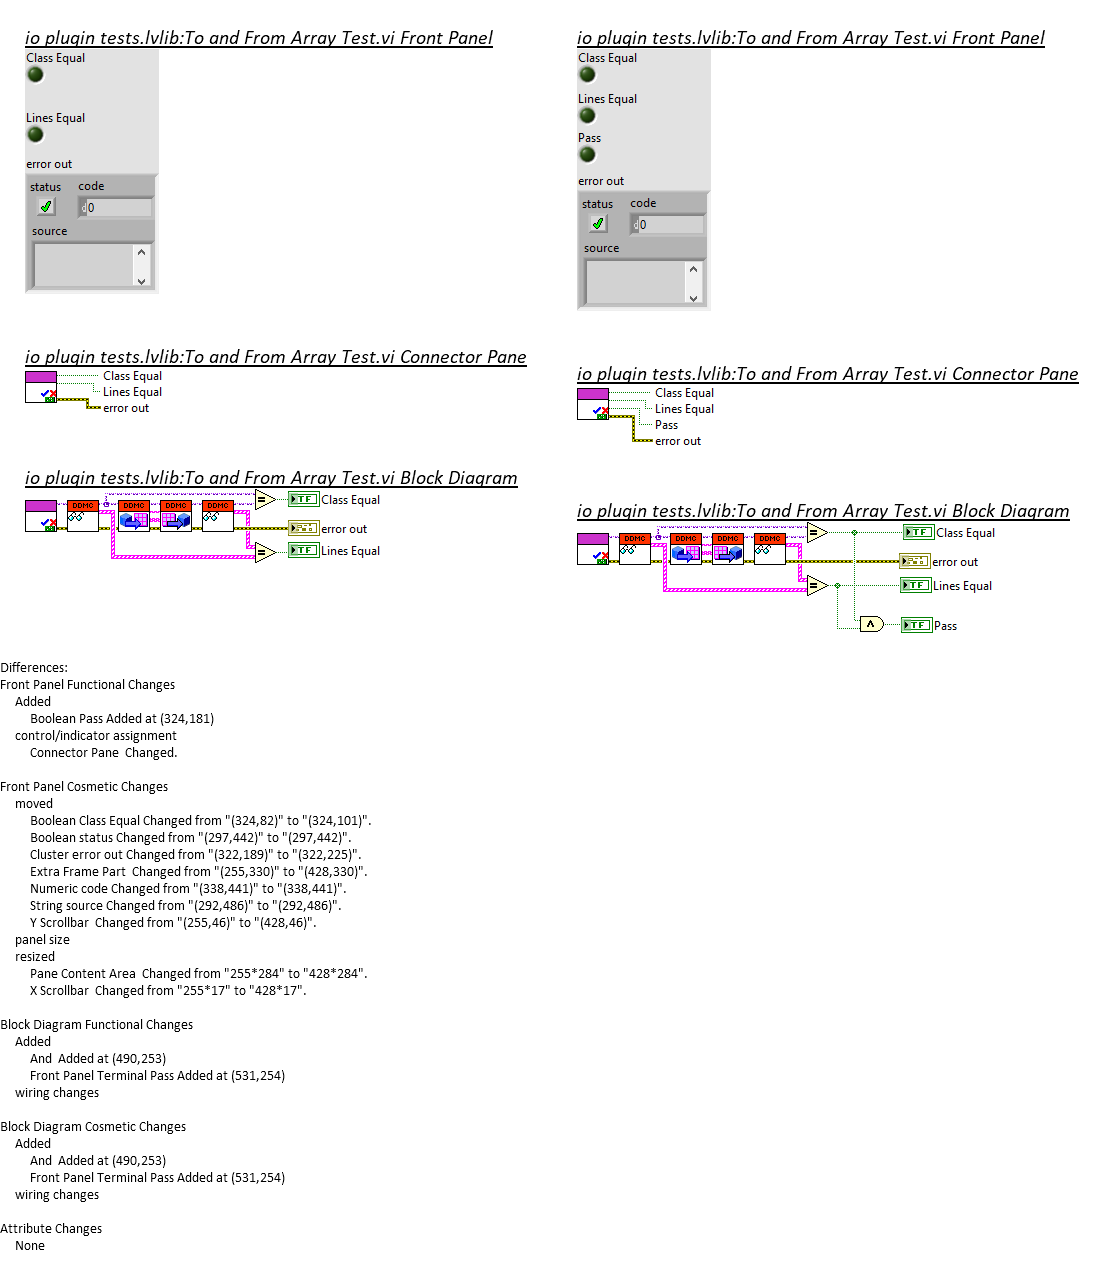 io plugin tests.lvlib:To and From Array Test.vi Front Panel
Class Equal
Lines Equal
error out
status code
0
source
io plugin tests.lvlib:To and From Array Test.vi Connector Pane
Class Equal
Lines Equal
error out
io plugin tests.lvlib:To and From Array Test.vi Block Diagram
DDMC DDMC DDMC DDMC
= TF Class Equal
error out
= TF Lines Equal
io plugin tests.lvlib:To and From Array Test.vi Front Panel
Class Equal
Lines Equal
Pass
error out
status code
0
source
io plugin tests.lvlib:To and From Array Test.vi Connector Pane
Class Equal
Lines Equal
Pass
error out
io plugin tests.lvlib:To and From Array Test.vi Block Diagram
DDMC DDMC DDMC DDMC
= TF Class Equal
error out
= TF Lines Equal
TF Pass
Differences:
Front Panel Functional Changes
Added
Boolean Pass Added at (324,181)
control/indicator assignment
Connector Pane  Changed.
Front Panel Cosmetic Changes
moved
Boolean Class Equal Changed from "(324,82)" to "(324,101)".
Boolean status Changed from "(297,442)" to "(297,442)".
Cluster error out Changed from "(322,189)" to "(322,225)".
Extra Frame Part  Changed from "(255,330)" to "(428,330)".
Numeric code Changed from "(338,441)" to "(338,441)".
String source Changed from "(292,486)" to "(292,486)".
Y Scrollbar  Changed from "(255,46)" to "(428,46)".
panel size
resized
Pane Content Area  Changed from "255*284" to "428*284".
X Scrollbar  Changed from "255*17" to "428*17".
Block Diagram Functional Changes
Added
And  Added at (490,253)
Front Panel Terminal Pass Added at (531,254)
wiring changes
Block Diagram Cosmetic Changes
Added
And  Added at (490,253)
Front Panel Terminal Pass Added at (531,254)
wiring changes
Attribute Changes
None